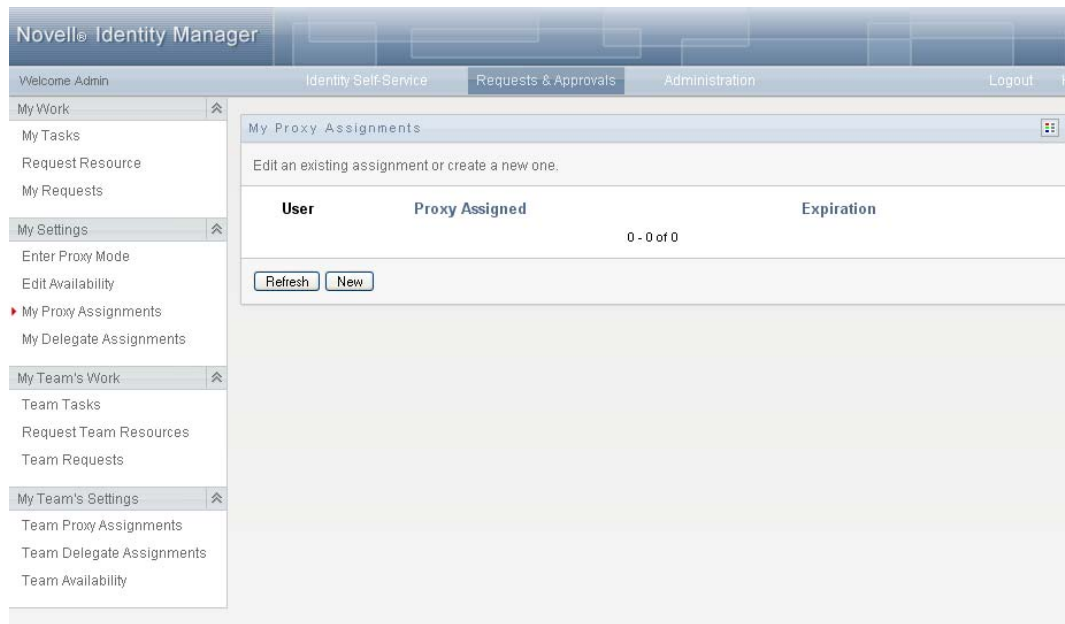 Novell® Identity Manager
Welcome Admin
Identity Self-Service
Requests & Approvals
Administration
Logout
My Work
My Tasks
Request Resource
My Requests
My Settings
Enter Proxy Mode
Edit Availability
My Proxy Assignments
My Delegate Assignments
My Team's Work
Team Tasks
Request Team Resources
Team Requests
My Team's Settings
Team Proxy Assignments
Team Delegate Assignments
Team Availability
My Proxy Assignments
Edit an existing assignment or create a new one.
User Proxy Assigned Expiration
0 - 0 of 0
Refresh New